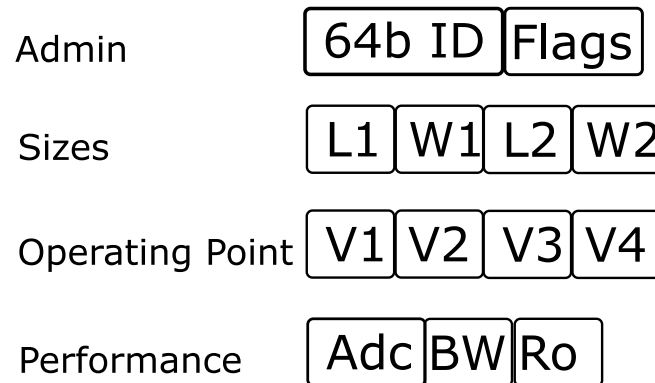 Admin 64b ID Flags
Sizes L1 W1 L2 W2
Operating Point V1 V2 V3 V4
Performance Adc BW Ro